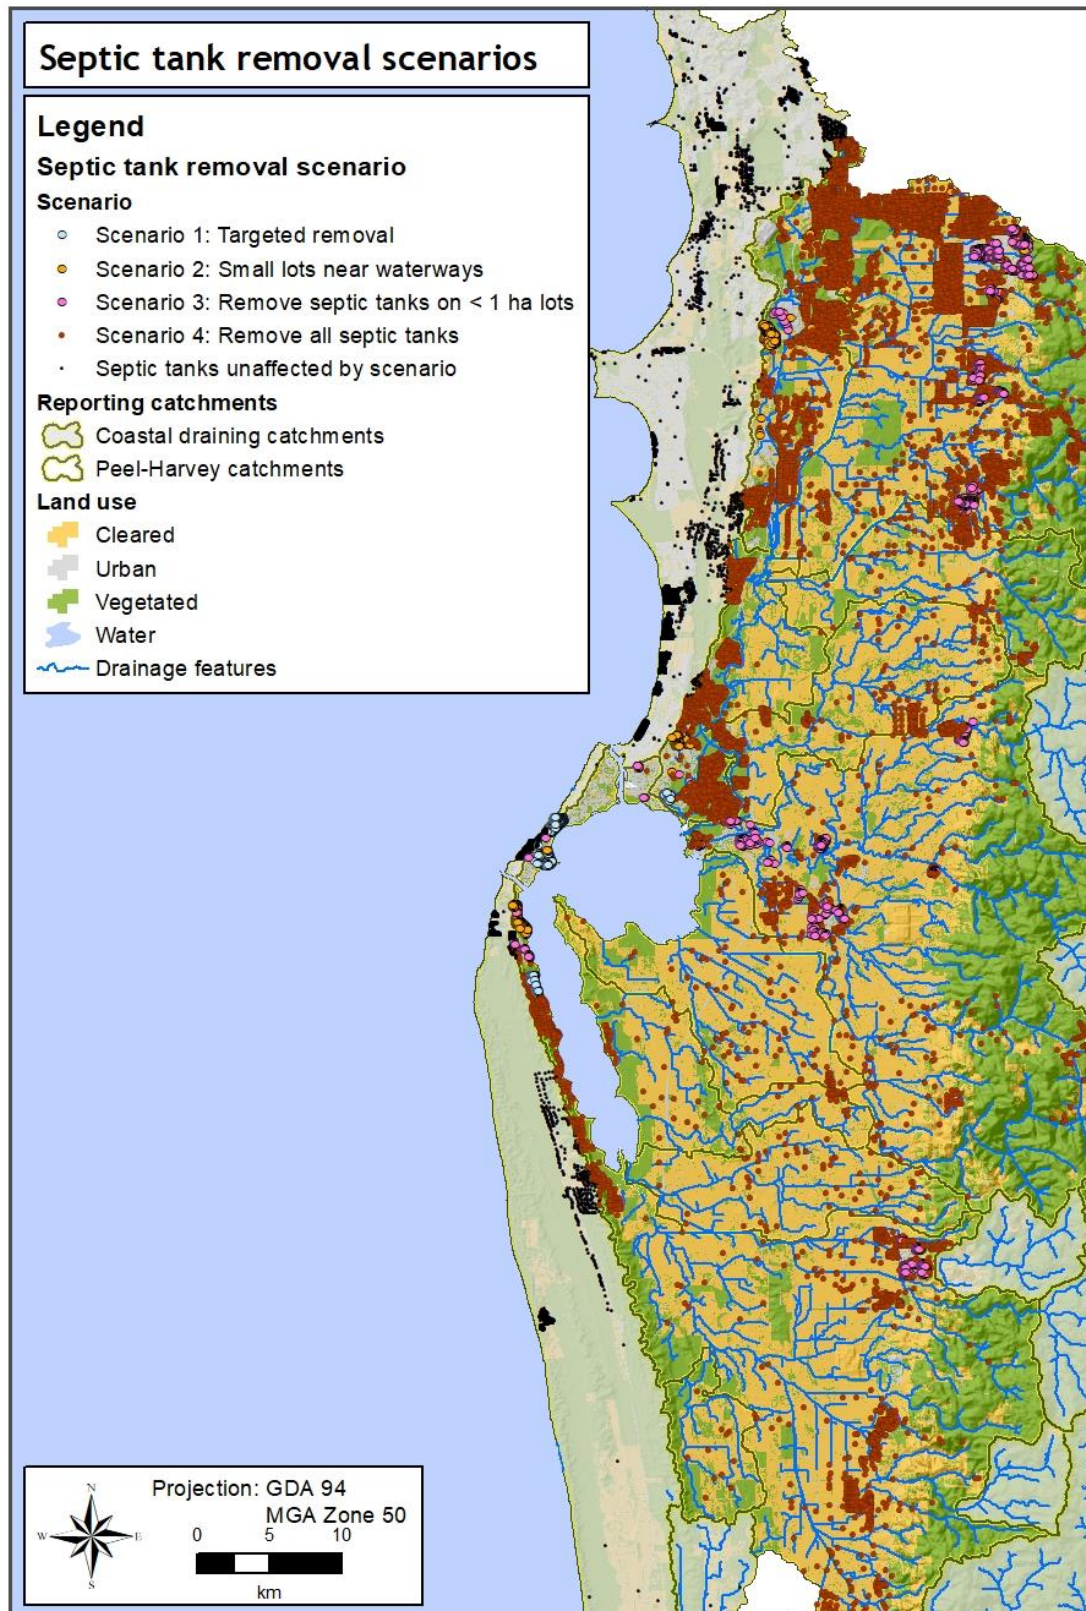 Septic tank removal scenarios
Legend
Septic tank removal scenario
Scenario
Scenario 1: Targeted removal
Scenario 2: Small lots near waterways
Scenario 3: Remove septic tanks on < 1 ha lots
Scenario 4: Remove all septic tanks
Septic tanks unaffected by scenario
Reporting catchments
Coastal draining catchments
Peel-Harvey catchments
Land use
Cleared
Urban
Vegetated
Water
Drainage features
N
W E
S
Projection: GDA 94
MGA Zone 50
0 5 10
km